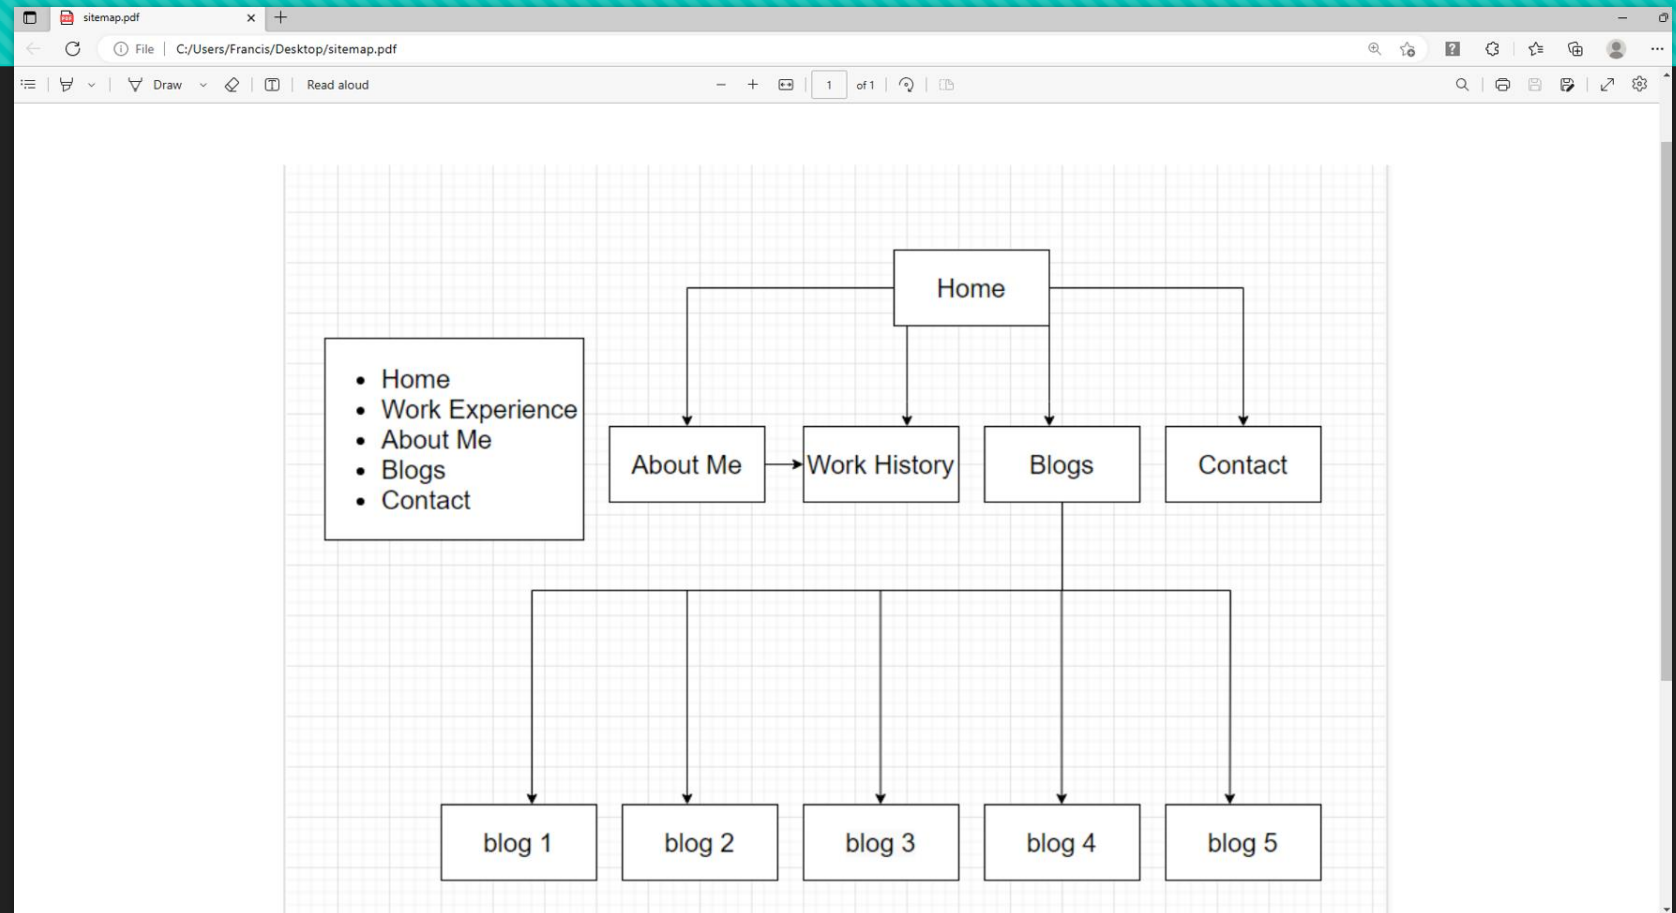 sitemap.pdf
File C:/Users/Francis/Desktop/sitemap.pdf
Draw Read aloud 1 of 1
Home
• Home
• Work Experience
• About Me
• Blogs
• Contact
About Me Work History Blogs Contact
blog 1 blog 2 blog 3 blog 4 blog 5